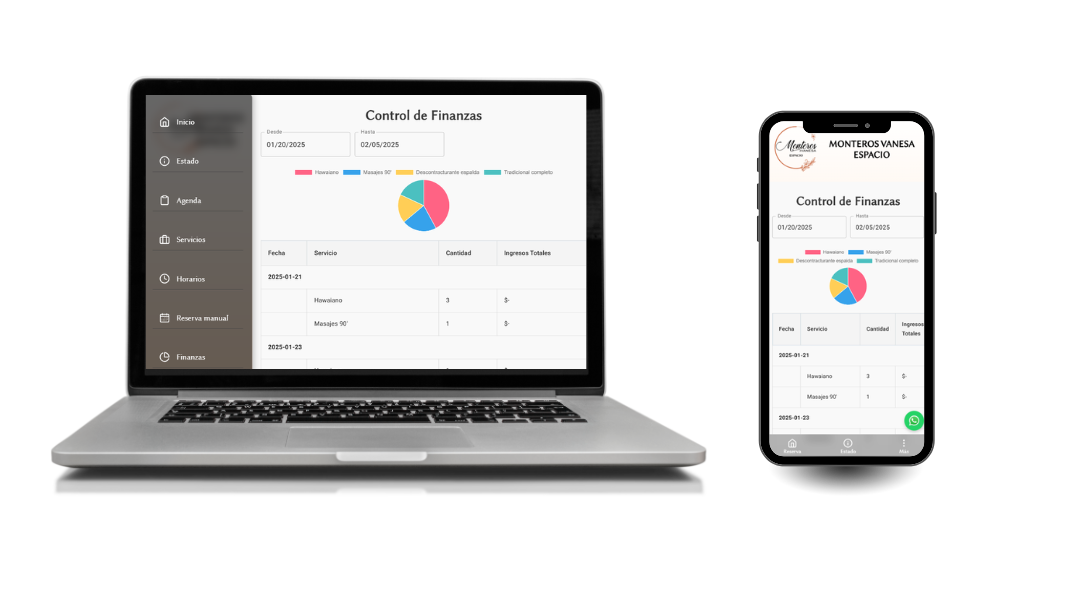 Inicio
Estado
Agenda
Servicios
Horarios
Reserva manual
Finanzas
Control de Finanzas
Desde
Hasta
01/20/2025
02/05/2025
Hawaiano Masajes 90' Descontracturante espalda Tradicional completo
Fecha Servicio Cantidad Ingresos Totales
2025-01-21
Hawaiano 3 $-
Masajes 90' 1 $-
2025-01-23
Monteros
ESPACIO
MONTEROS VANESA
ESPACIO
Control de Finanzas
Desde
Hasta
01/20/2025
02/05/2025
Hawaiano Masajes 90'
Descontracturante espalda Tradicional completo
Fecha Servicio Cantidad Ingresos
Totales
2025-01-21
Hawaiano 3 $-
Masajes 90' 1 $-
2025-01-23
Reserva Estado Mas